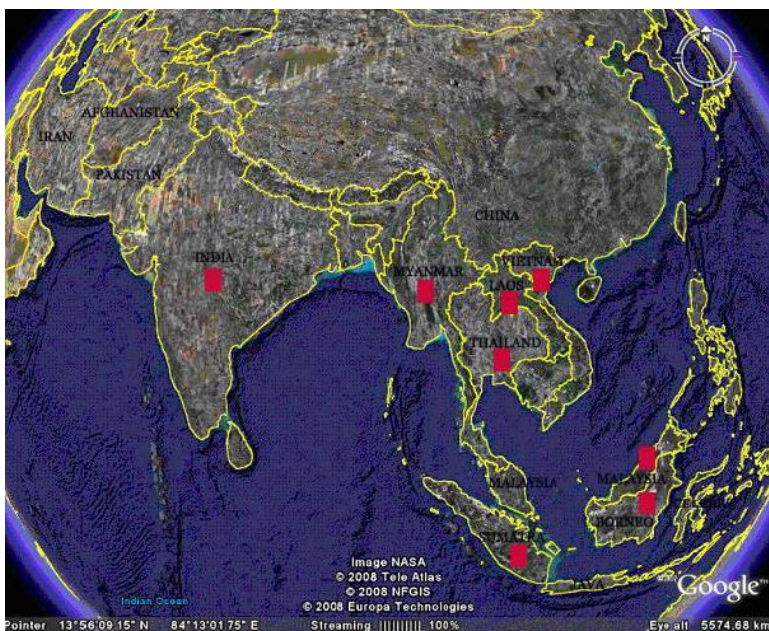 N
AFGHANISTAN
IRAN
PAKISTAN
CHINA
INDIA
MYANMAR
VIETNAM
LAOS
THAILAND
MALAYSIA
MALAYSIA
BORNEO
SUMATRA
JAVA
Image NASA
© 2008 Tele Atlas
© 2008 NFGIS
© 2008 Europa Technologies
Google™
Indian Ocean
Pointer 13°56'09.15" N 84°13'01.75" E Streaming |||||||||| 100% Eye alt 5574.68 km